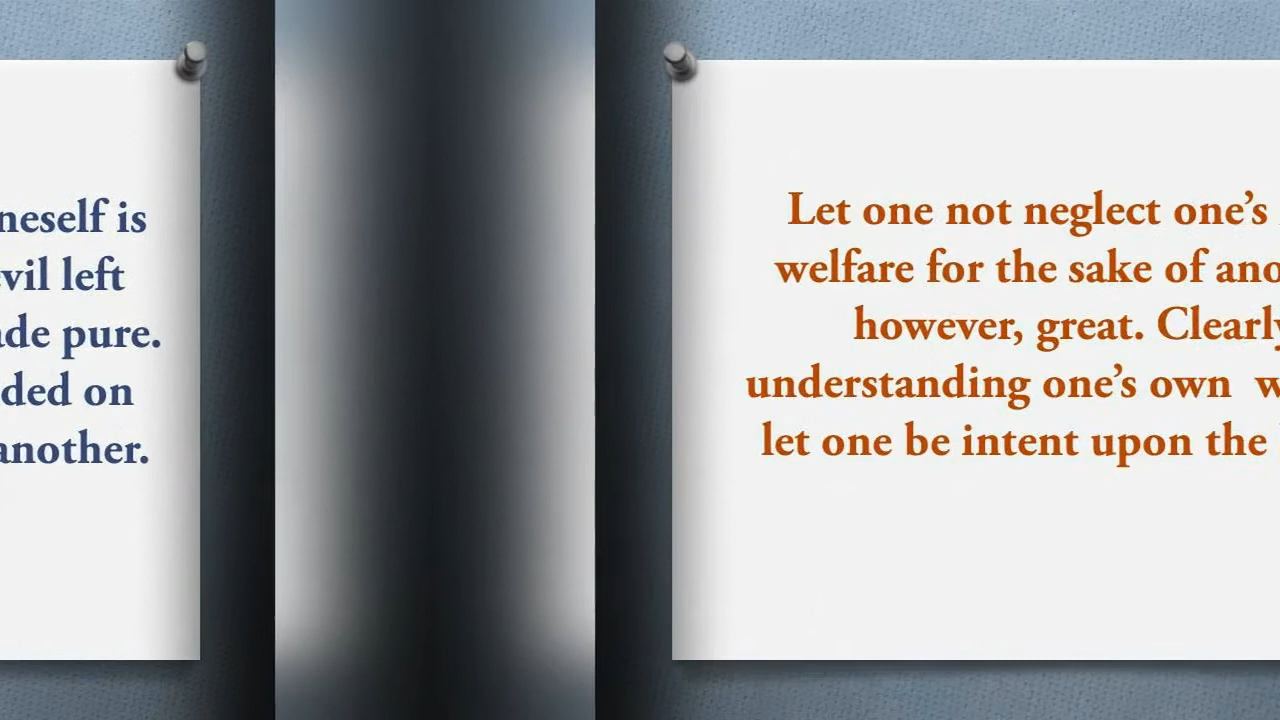 neself is
evil left
ade pure.
ded on
another.
Let one not neglect one’s
welfare for the sake of ano
however, great. Clearly
understanding one’s own w
let one be intent upon the